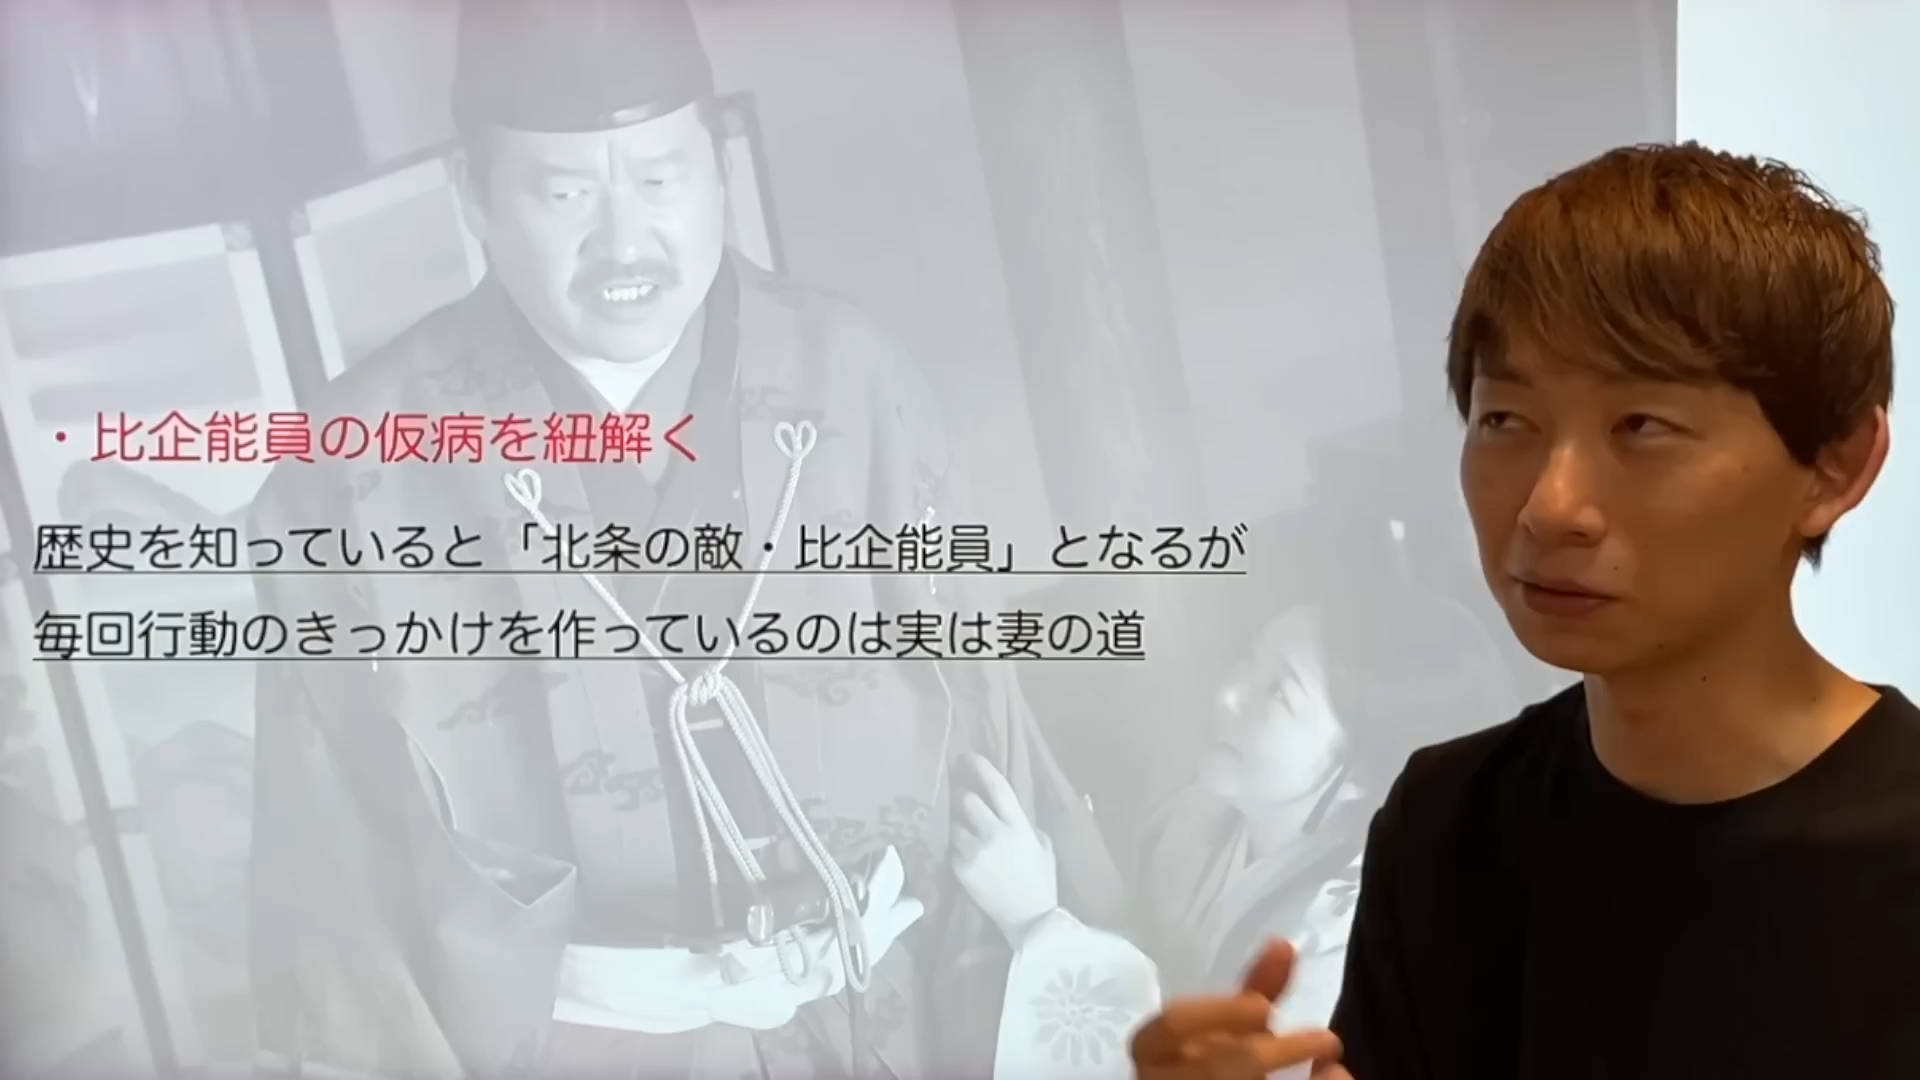 ・比企能員の仮病を紐解く
歴史を知っていると「北条の敵・比企能員」となるが
毎回行動のきっかけを作っているのは実は妻の道